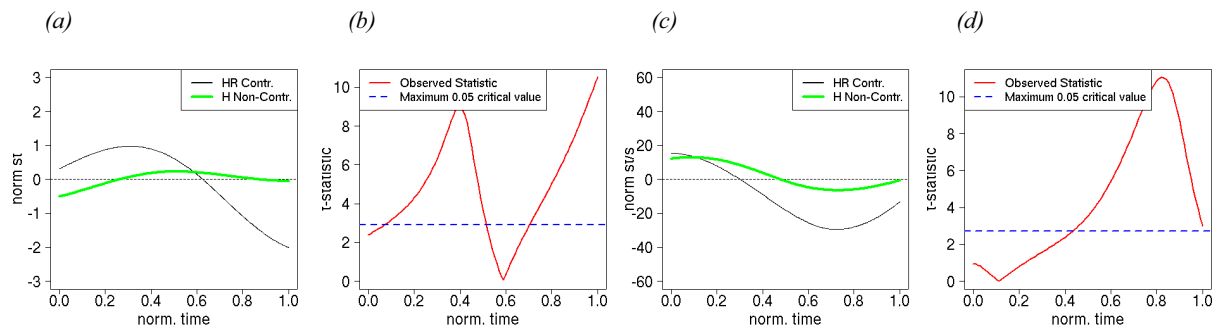 (a)
(b)
(c)
(d)
norm st
3
2
1
0
-1
-2
-3
HR Contr.
H Non-Contr.
0.0 0.2 0.4 0.6 0.8 1.0
norm. time
τ-statistic
10
8
6
4
2
0
Observed Statistic
Maximum 0.05 critical value
0.0 0.2 0.4 0.6 0.8 1.0
norm. time
norm st/s
60
40
20
0
-20
-40
-60
HR Contr.
H Non-Contr.
0.0 0.2 0.4 0.6 0.8 1.0
norm. time
τ-statistic
10
8
6
4
2
0
Observed Statistic
Maximum 0.05 critical value
0.0 0.2 0.4 0.6 0.8 1.0
norm. time